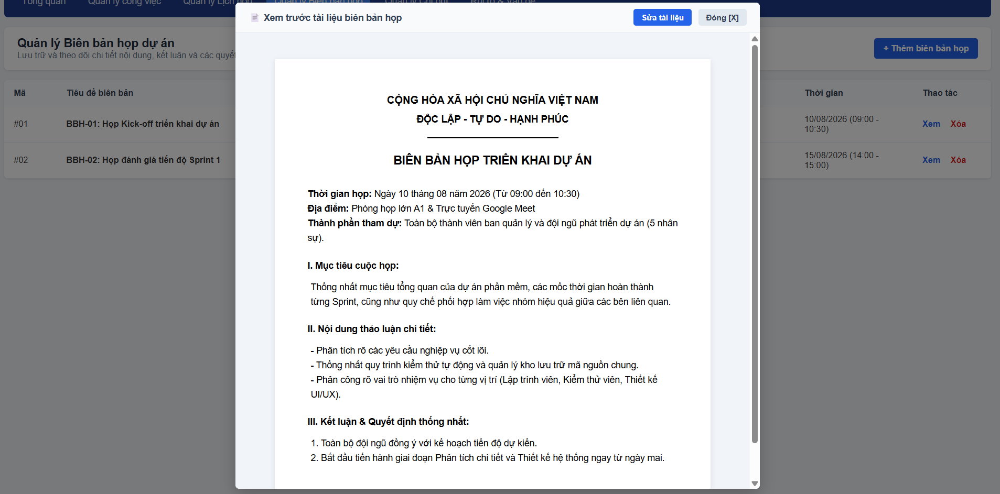 Tổng quan
Quản lý công việc
Quản lý Lịch họp
Quản lý Biên bản họp
Quản lý Chi phí
Rủi ro & Vấn đề
Xem trước tài liệu biên bản họp
Sửa tài liệu
Đóng [X]
Quản lý Biên bản họp dự án
Lưu trữ và theo dõi chi tiết nội dung, kết luận và các quyết
+ Thêm biên bản họp
Mã
Tiêu đề biên bản
Thời gian
Thao tác
#01
BBH-01: Họp Kick-off triển khai dự án
10/08/2026 (09:00 -
10:30)
Xem
Xóa
#02
BBH-02: Họp đánh giá tiến độ Sprint 1
15/08/2026 (14:00 -
15:00)
Xem
Xóa
CỘNG HÒA XÃ HỘI CHỦ NGHĨA VIỆT NAM
ĐỘC LẬP - TỰ DO - HẠNH PHÚC
BIÊN BẢN HỌP TRIỂN KHAI DỰ ÁN
Thời gian họp: Ngày 10 tháng 08 năm 2026 (Từ 09:00 đến 10:30)
Địa điểm: Phòng họp lớn A1 & Trực tuyến Google Meet
Thành phần tham dự: Toàn bộ thành viên ban quản lý và đội ngũ phát triển dự án (5 nhân
sự).
I. Mục tiêu cuộc họp:
Thống nhất mục tiêu tổng quan của dự án phần mềm, các mốc thời gian hoàn thành
từng Sprint, cũng như quy chế phối hợp làm việc nhóm hiệu quả giữa các bên liên quan.
II. Nội dung thảo luận chi tiết:
- Phân tích rõ các yêu cầu nghiệp vụ cốt lõi.
- Thống nhất quy trình kiểm thử tự động và quản lý kho lưu trữ mã nguồn chung.
- Phân công rõ vai trò nhiệm vụ cho từng vị trí (Lập trình viên, Kiểm thử viên, Thiết kế
UI/UX).
III. Kết luận & Quyết định thống nhất:
1. Toàn bộ đội ngũ đồng ý với kế hoạch tiến độ dự kiến.
2. Bắt đầu tiến hành giai đoạn Phân tích chi tiết và Thiết kế hệ thống ngay từ ngày mai.